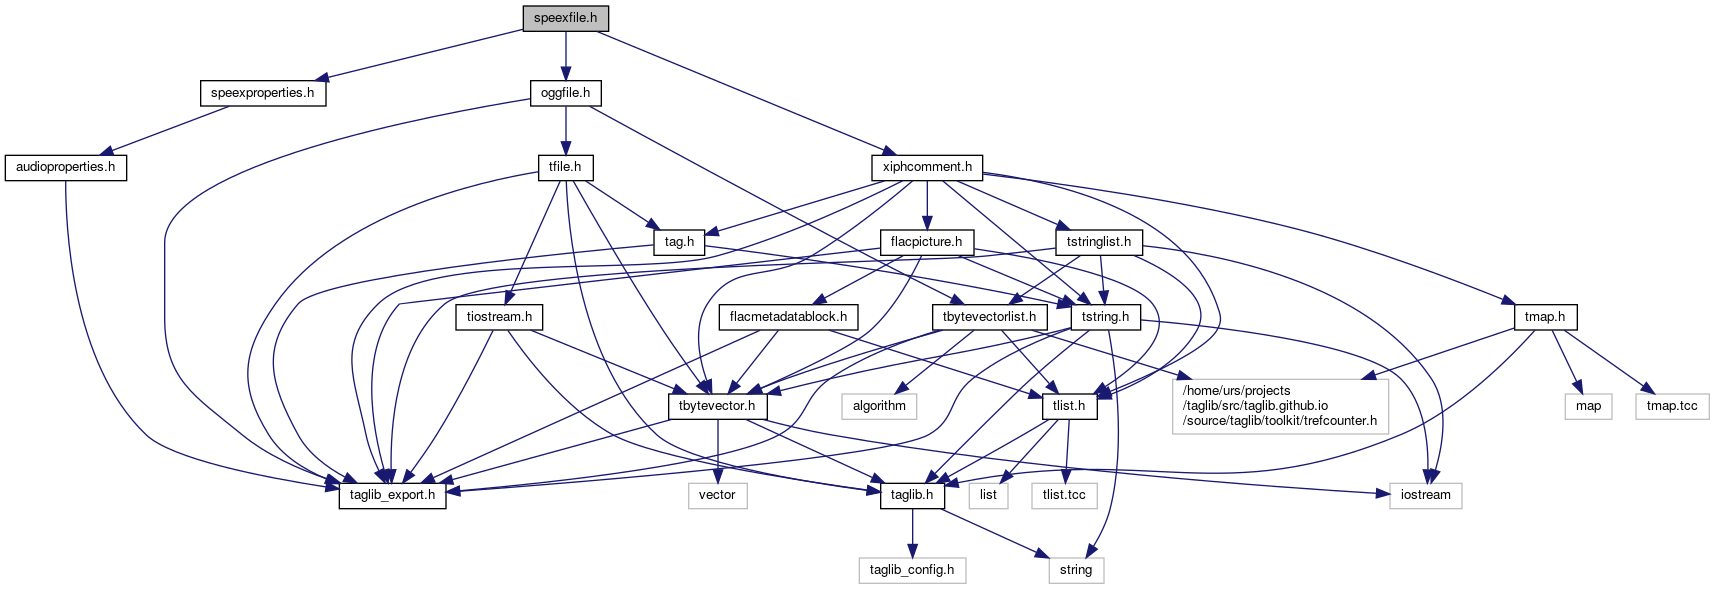 speexfile.h
speexproperties.h
oggfile.h
audioproperties.h
tfile.h
xiphcomment.h
tag.h
flacpicture.h
tstringlist.h
tiostream.h
flacmetadatablock.h
tbytevectorlist.h
tstring.h
tmap.h
tbytevector.h
algorithm
tlist.h
/home/urs/projects
/taglib/src/taglib.github.io
/source/taglib/toolkit/trefcounter.h
map
tmap.tcc
taglib_export.h
vector
taglib.h
list
tlist.tcc
iostream
taglib_config.h
string